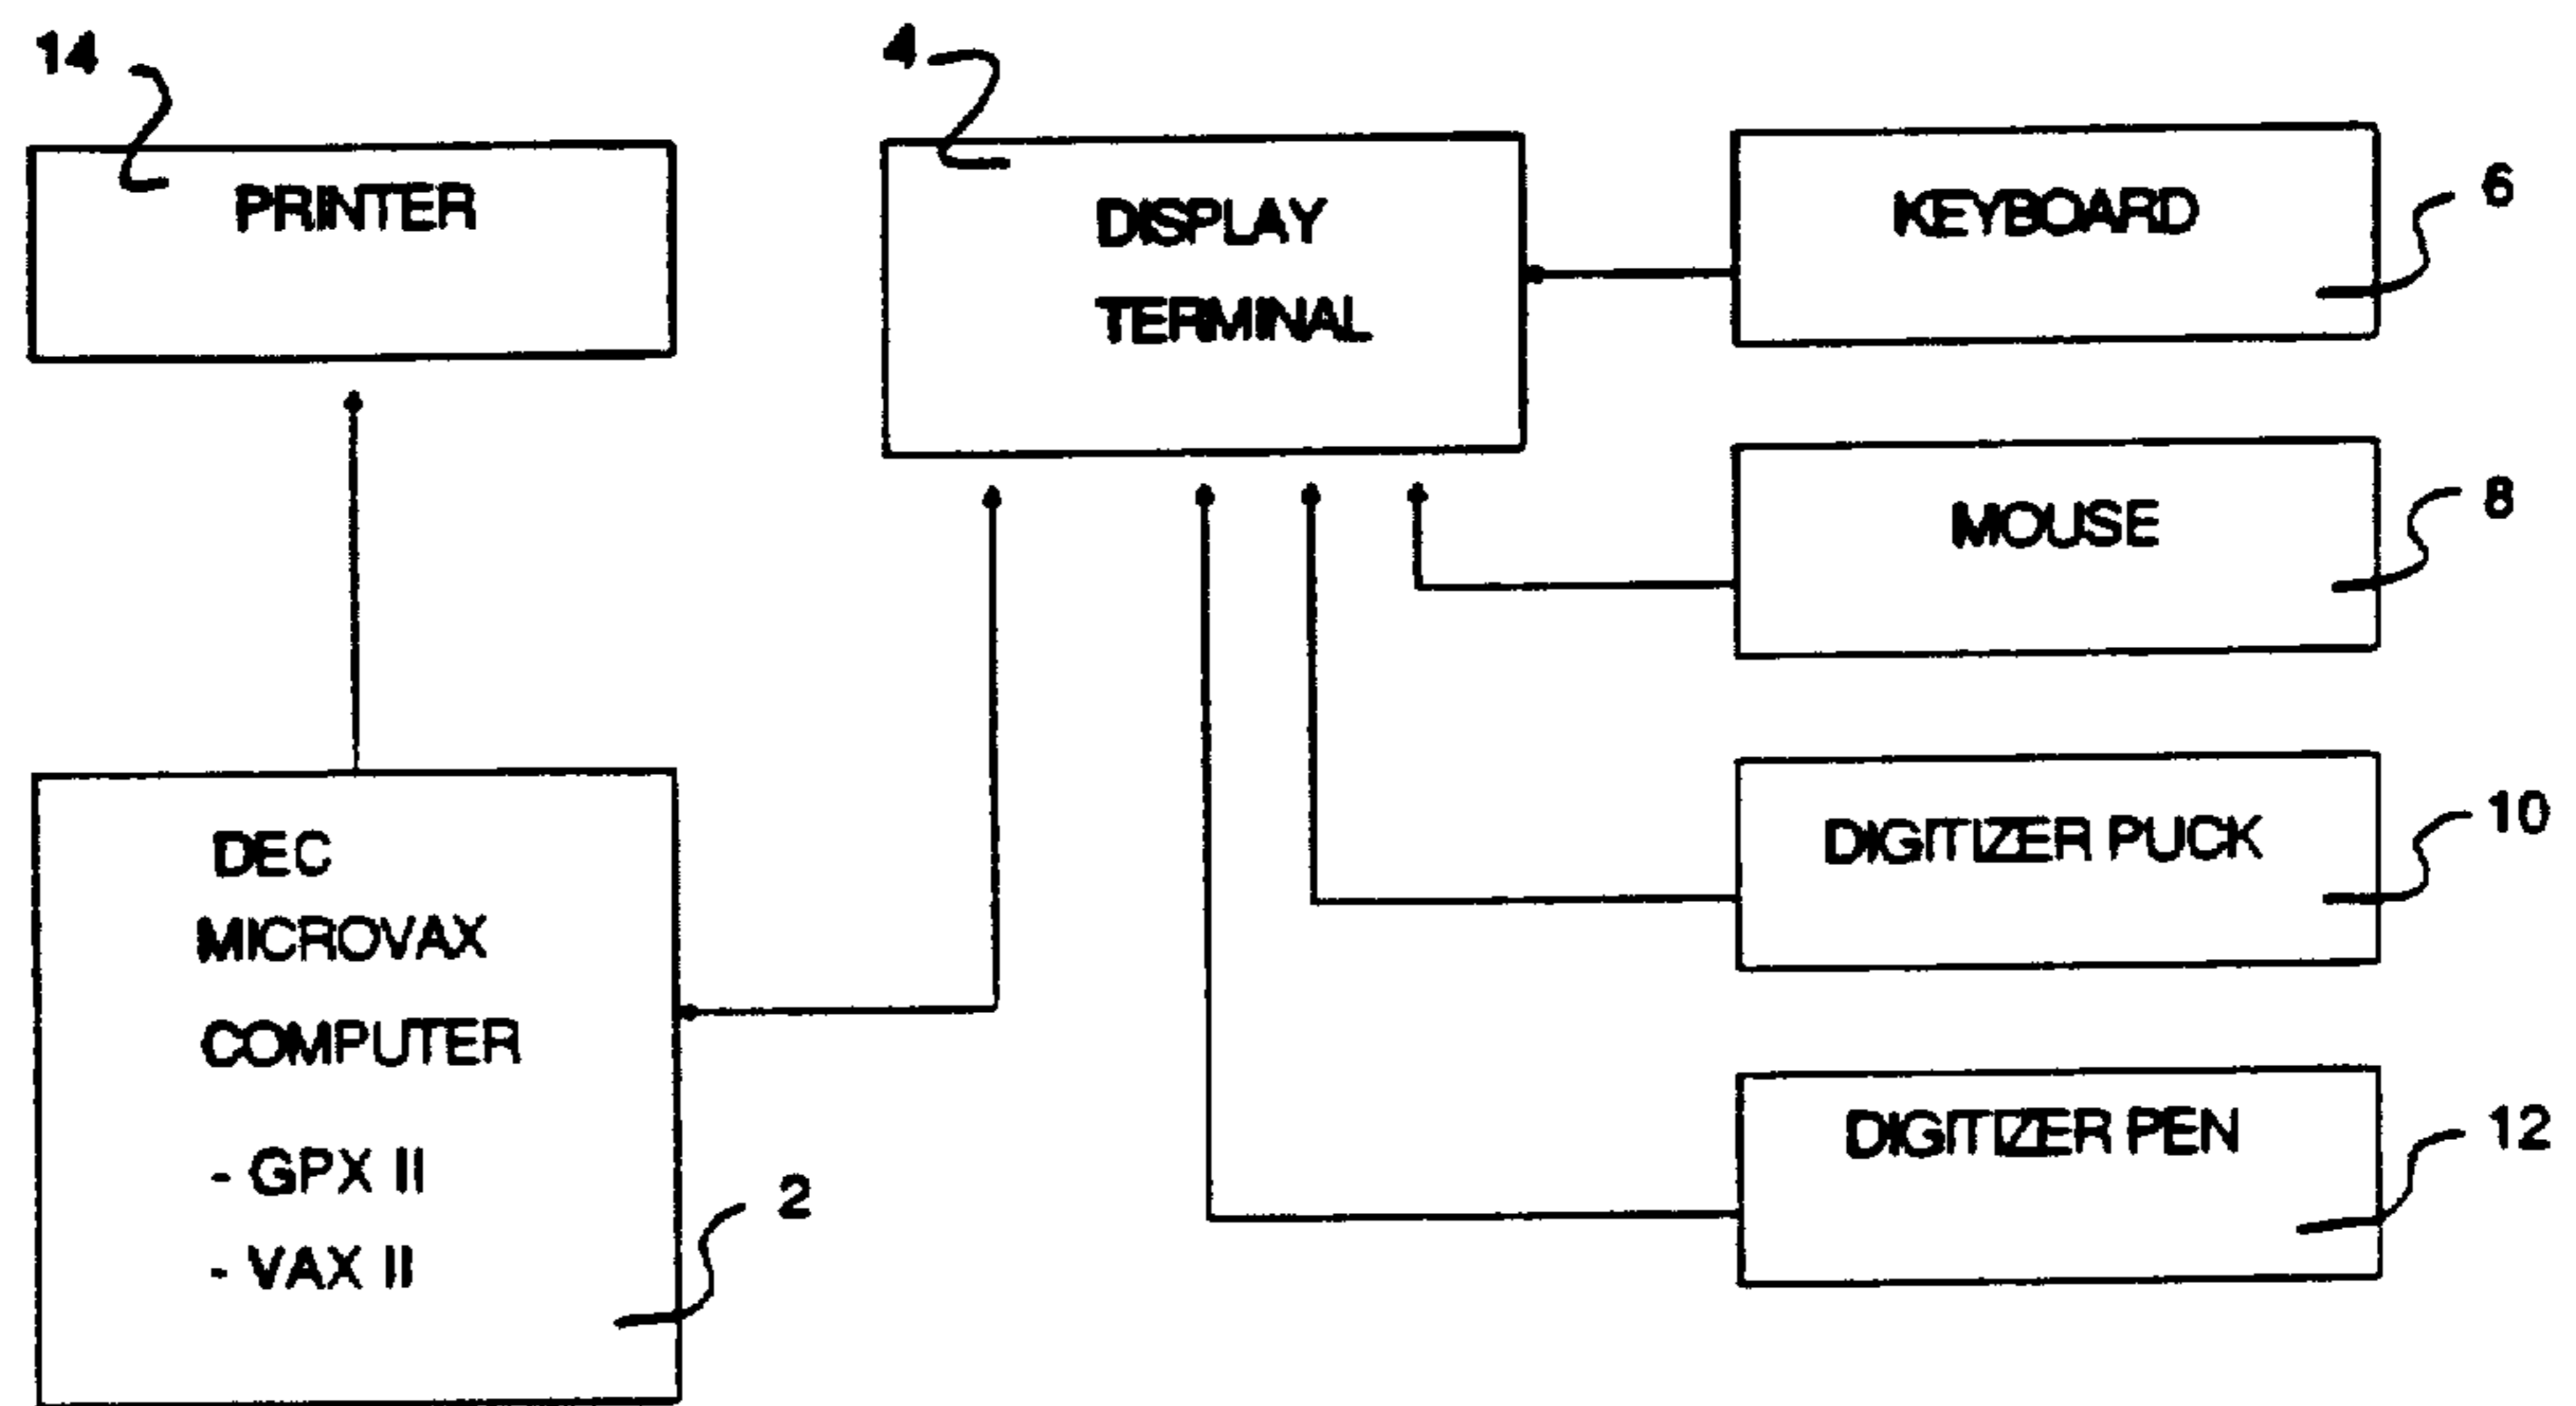 14
PRINTER
4
DISPLAY
TERMINAL
KEYBOARD
6
MOUSE
8
DIGITIZER PUCK
10
DIGITIZER PEN
12
DEC
MICROVAX
COMPUTER
- GPX II
- VAX II
2